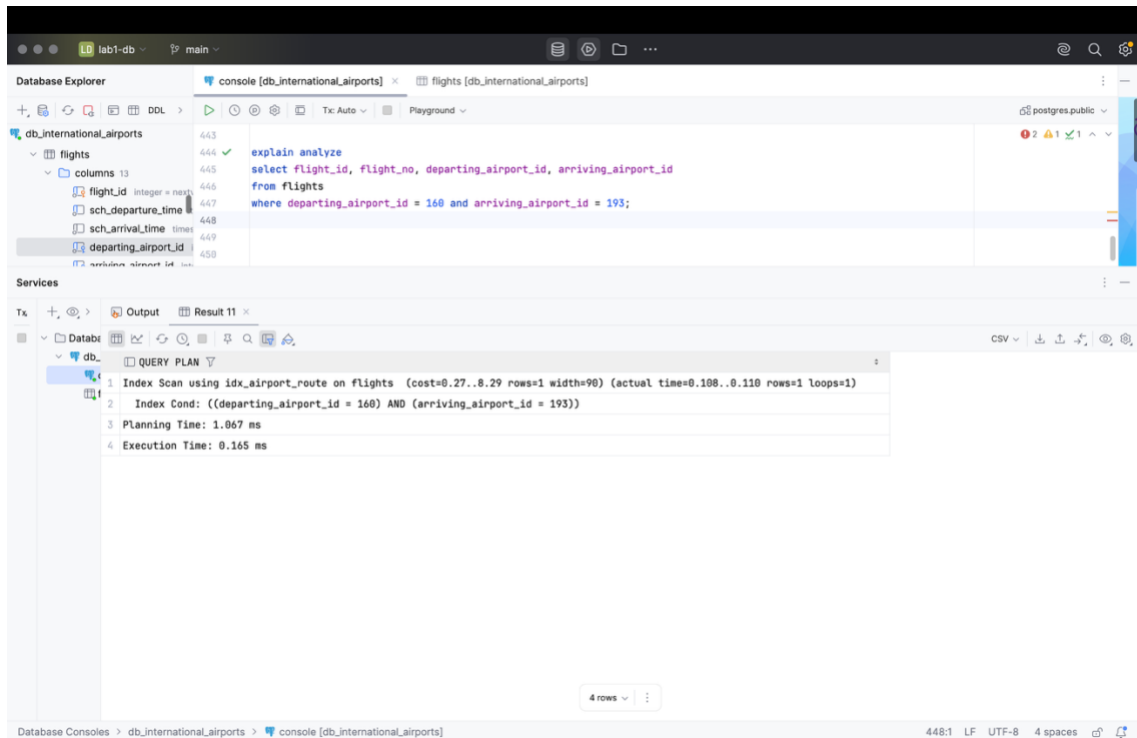 LD lab1-db main
Database Explorer
console [db_international_airports]
flights [db_international_airports]
DDL
Tx: Auto
Playground
postgres.public
db_international_airports
flights
columns 13
flight_id integer = nextv
sch_departure_time
sch_arrival_time times
departing_airport_id
arriving_airport_id int
443
444 explain analyze
445 select flight_id, flight_no, departing_airport_id, arriving_airport_id
446 from flights
447 where departing_airport_id = 160 and arriving_airport_id = 193;
448
449
450
2 1 1
Services
Tx
Output
Result 11
CSV
Databa
db_
QUERY PLAN
1 Index Scan using idx_airport_route on flights (cost=0.27..8.29 rows=1 width=90) (actual time=0.108..0.110 rows=1 loops=1)
2 Index Cond: ((departing_airport_id = 160) AND (arriving_airport_id = 193))
3 Planning Time: 1.067 ms
4 Execution Time: 0.165 ms
4 rows
Database Consoles > db_international_airports > console [db_international_airports]
448:1 LF UTF-8 4 spaces